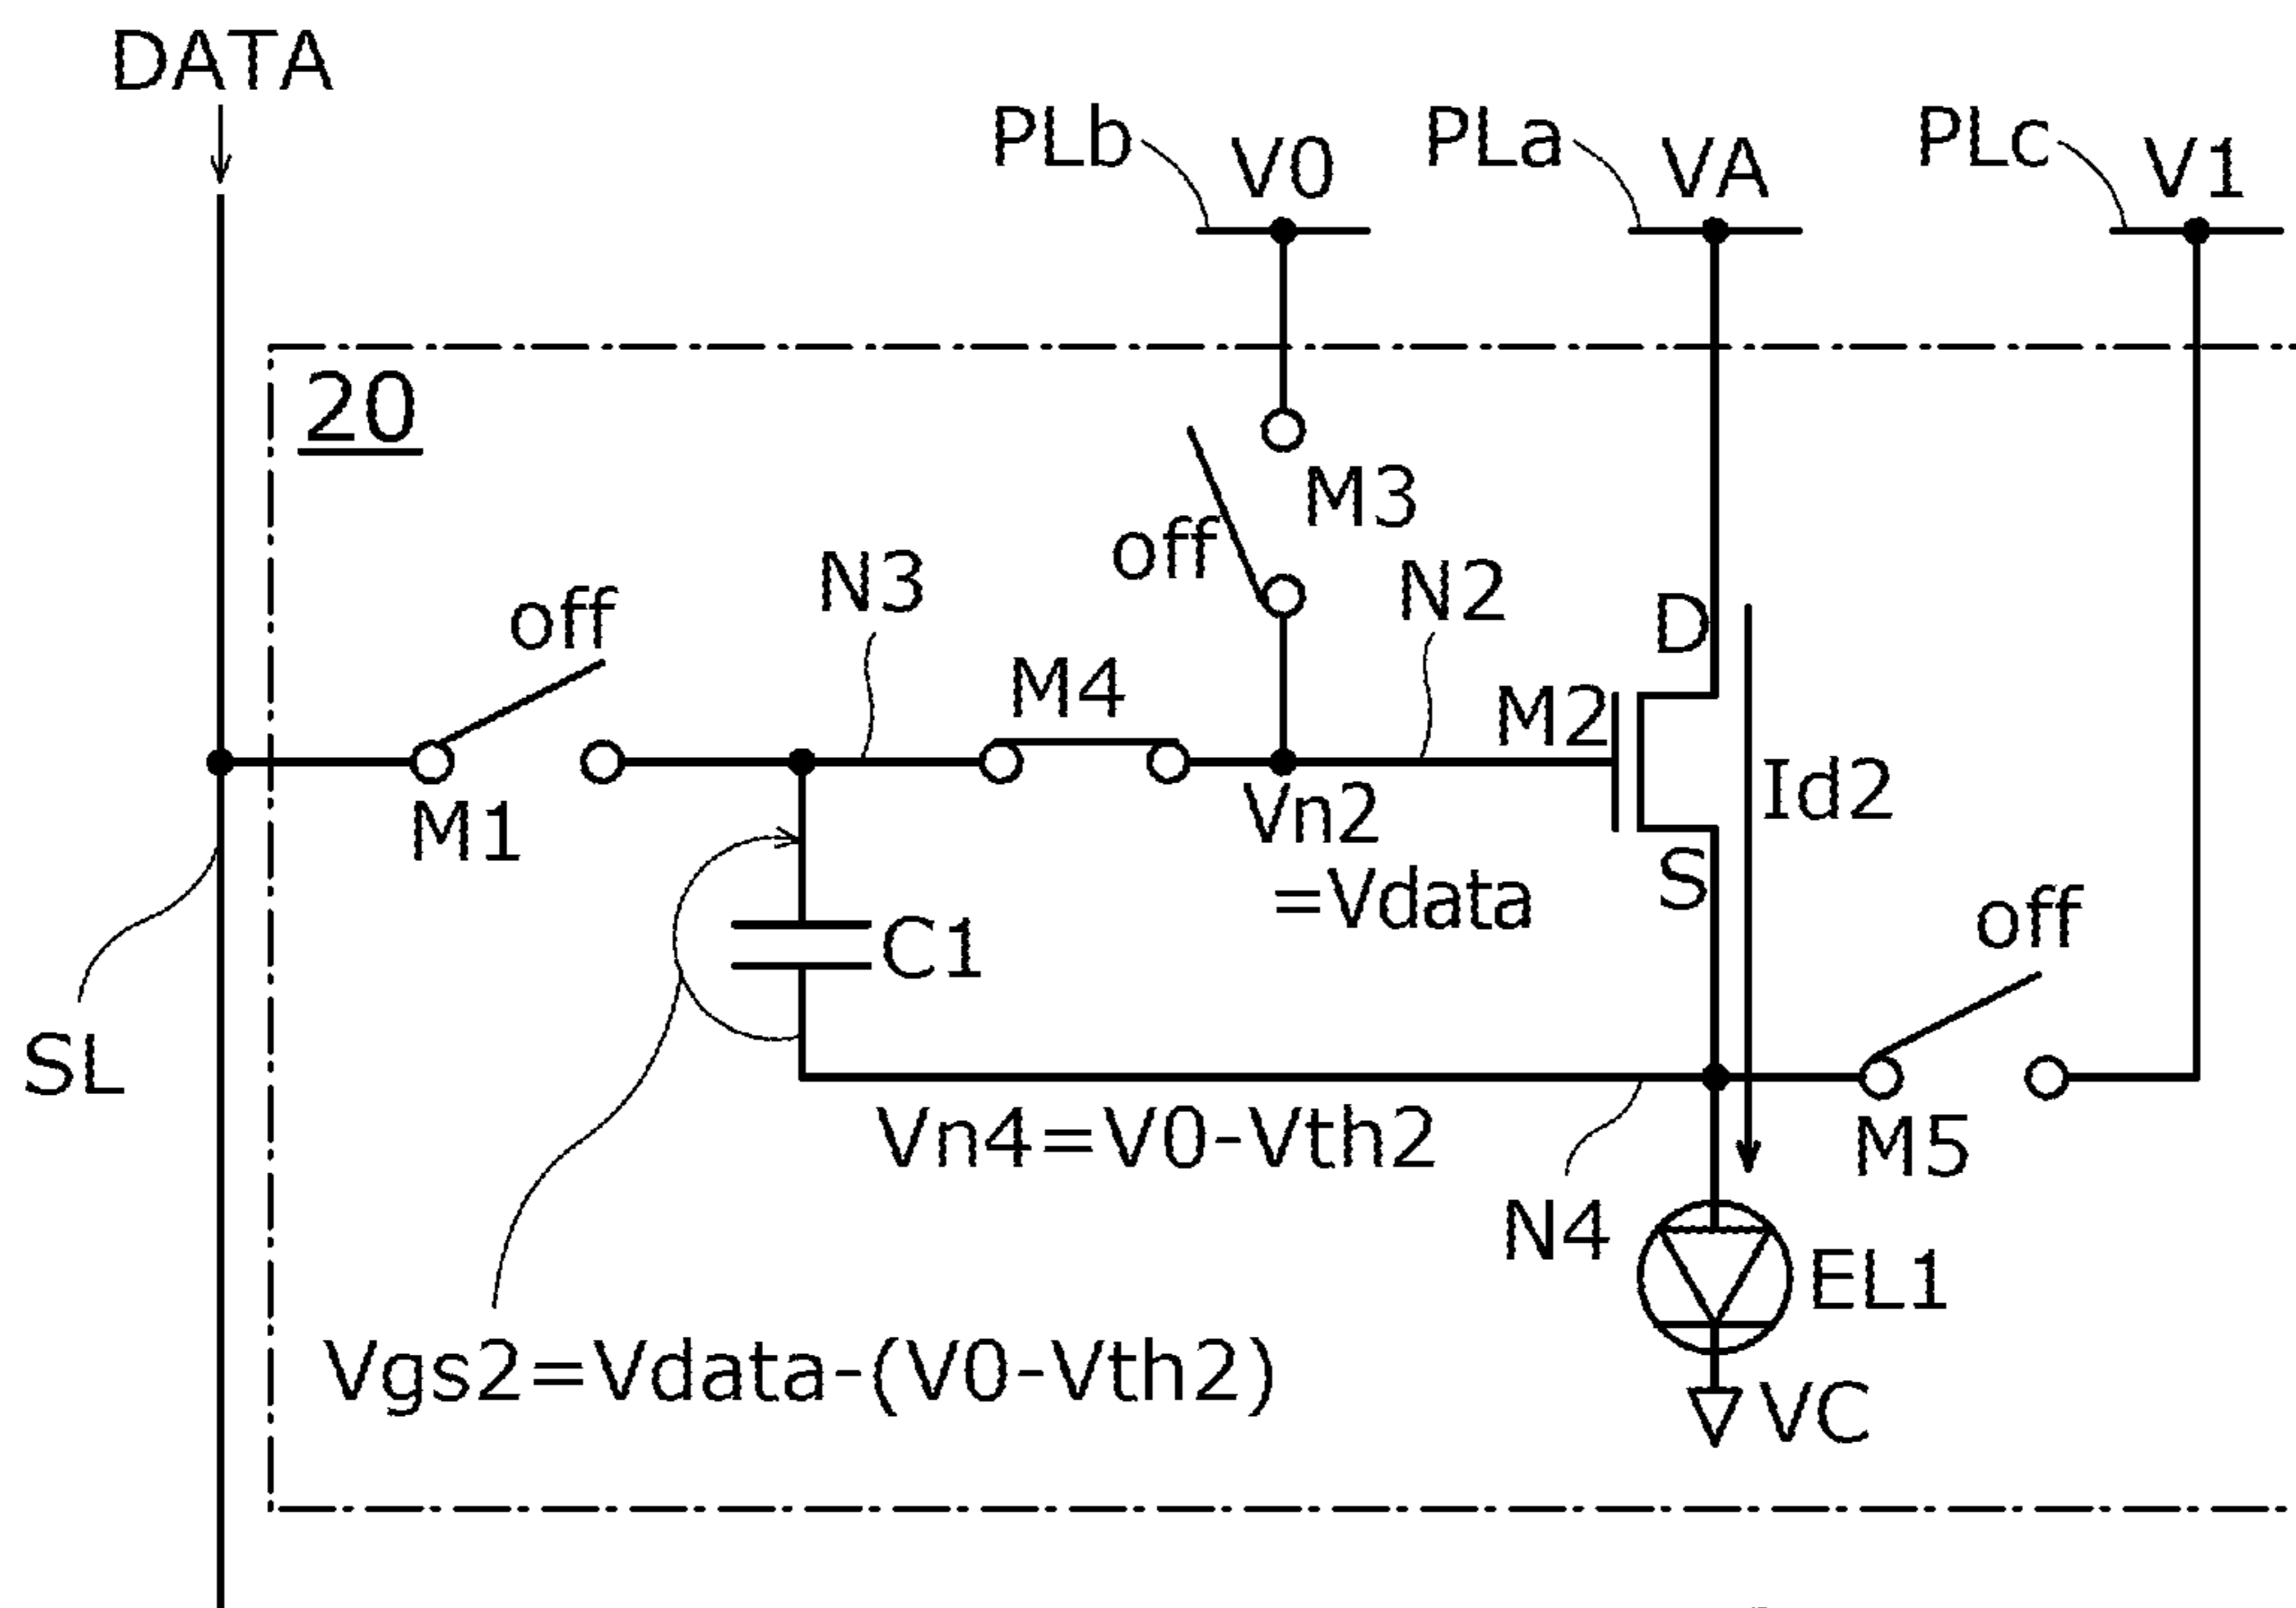 DATA
PLb
V0
PLa
VA
PLc
V1
20
M3
off
N3
N2
off
D
M4
M2
M1
Vn2
=Vdata
Id2
S
C1
off
SL
Vn4=V0-Vth2
M5
N4
EL1
Vgs2=Vdata-(V0-Vth2)
VC